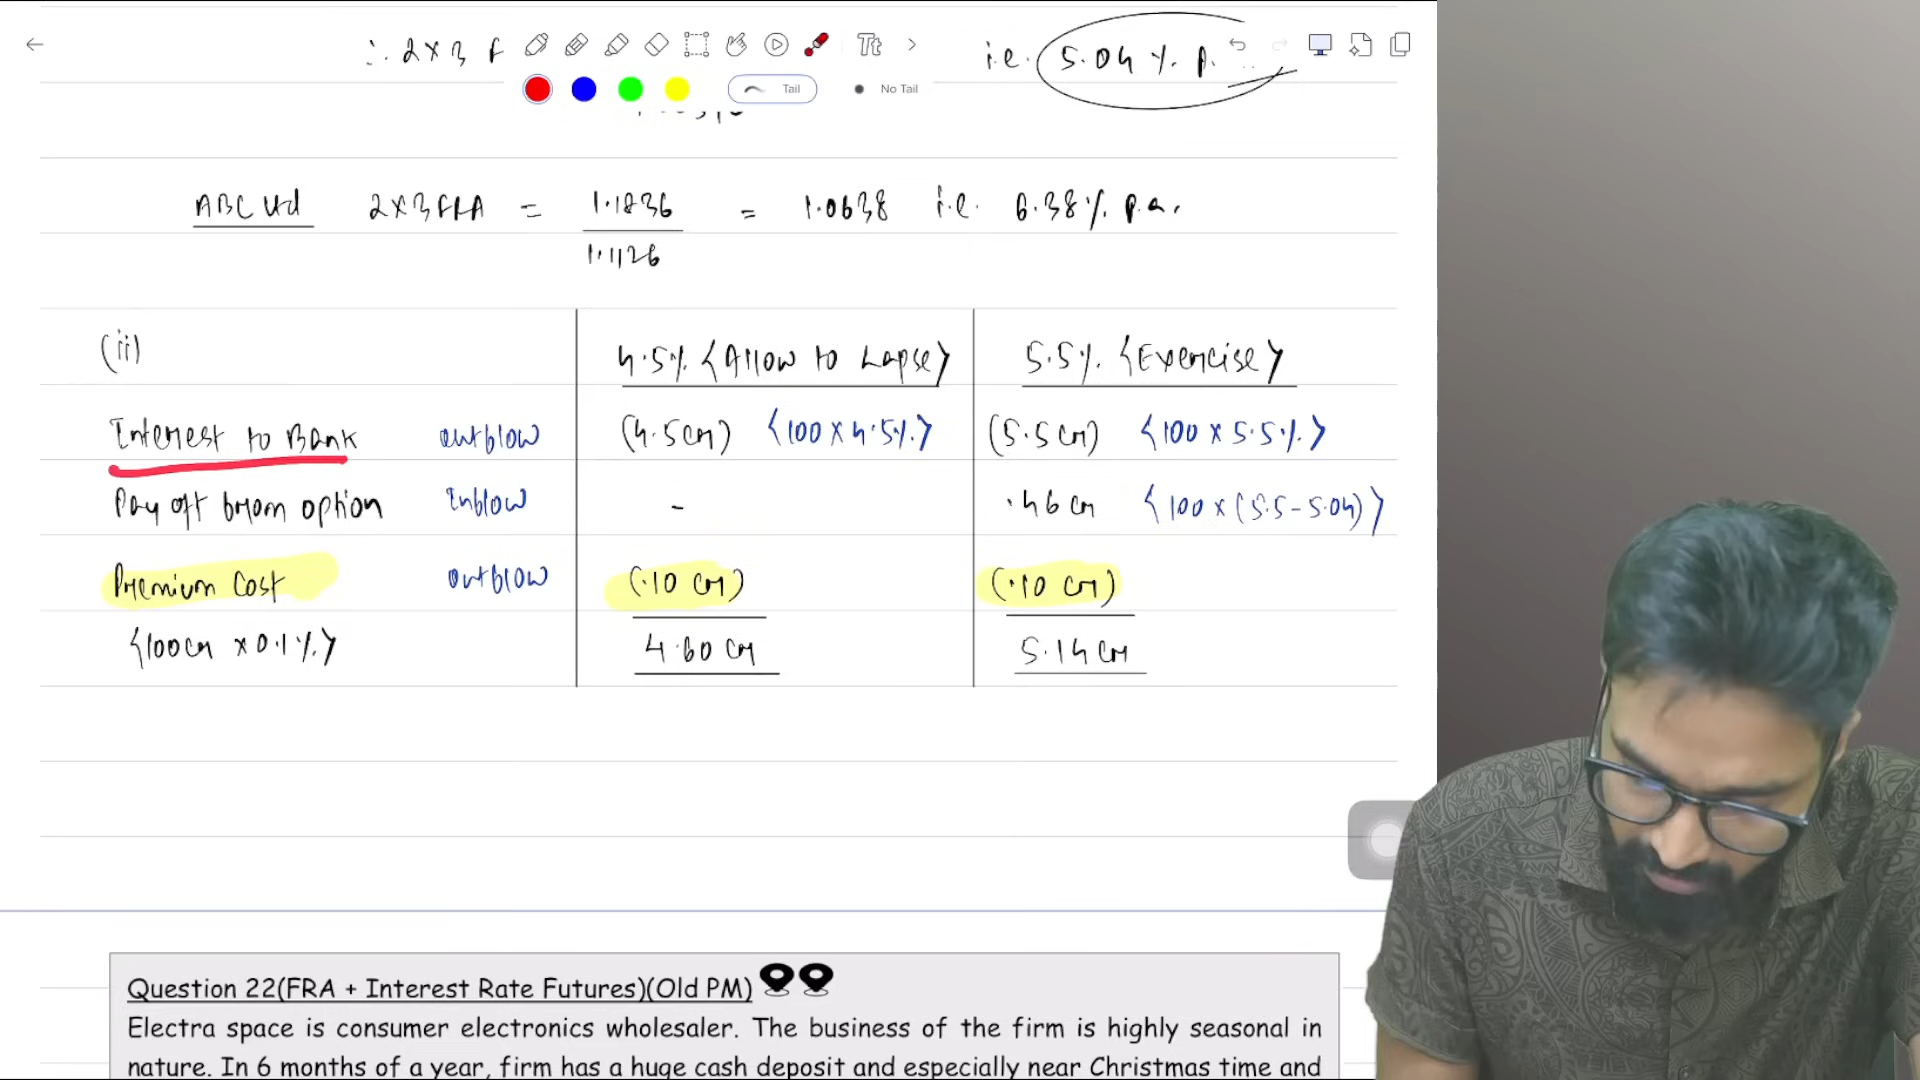 ∴ 2×3 F
i.e. 5.04 % p.
Tail
No Tail
Tt
ABC Ltd 2×3 FRA = 1.1836 / 1.1126 = 1.0638 i.e. 6.38% p.a.
(ii) 4.5% {Allow to Lapse} 5.5% {Exercise}
Interest to Bank outflow (4.5 cr) {100 × 4.5%} (5.5 cr) {100 × 5.5%}
Pay off from option Inflow - .46 cr {100 × (5.5 - 5.04)}
Premium Cost outflow (.10 cr) (.10 cr)
{100 cr × 0.1%} 4.60 cr 5.14 cr
Question 22(FRA + Interest Rate Futures)(Old PM)
Electra space is consumer electronics wholesaler. The business of the firm is highly seasonal in
nature. In 6 months of a year, firm has a huge cash deposit and especially near Christmas time and